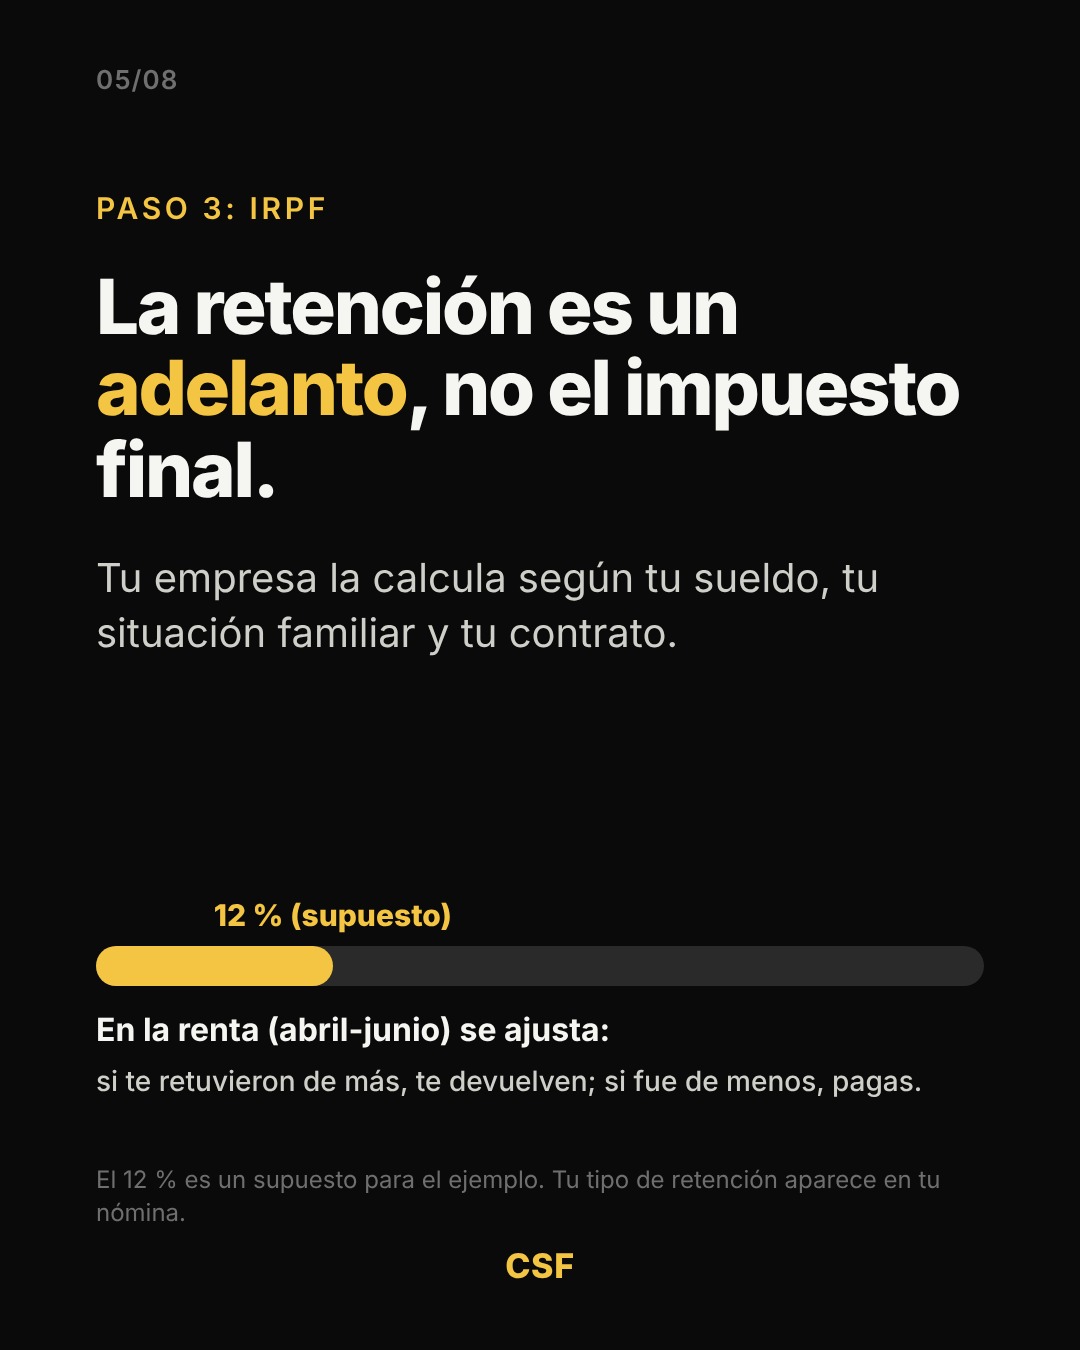 05/08
PASO 3: IRPF
La retención es un
adelanto, no el impuesto
final.
Tu empresa la calcula según tu sueldo, tu
situación familiar y tu contrato.
12 % (supuesto)
En la renta (abril-junio) se ajusta:
si te retuvieron de más, te devuelven; si fue de menos, pagas.
El 12 % es un supuesto para el ejemplo. Tu tipo de retención aparece en tu
nómina.
CSF